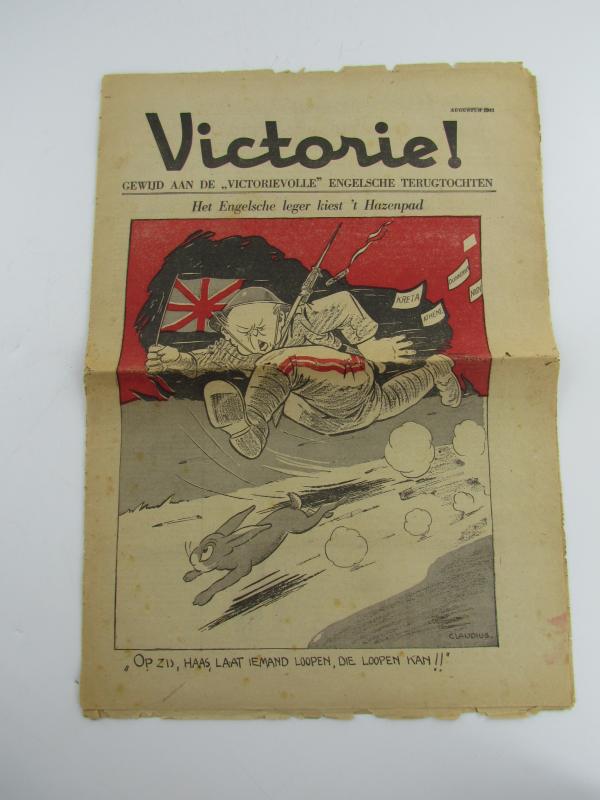 AUGUSTUS 1941
Victorie!
GEWIJD AAN DE „VICTORIEVOLLE” ENGELSCHE TERUGTOCHTEN
Het Engelsche leger kiest 't Hazenpad
KRETA
ATHENE
CLAUDIUS.
„OP ZIJ, HAAS, LAAT IEMAND LOOPEN, DIE LOOPEN KAN!!”